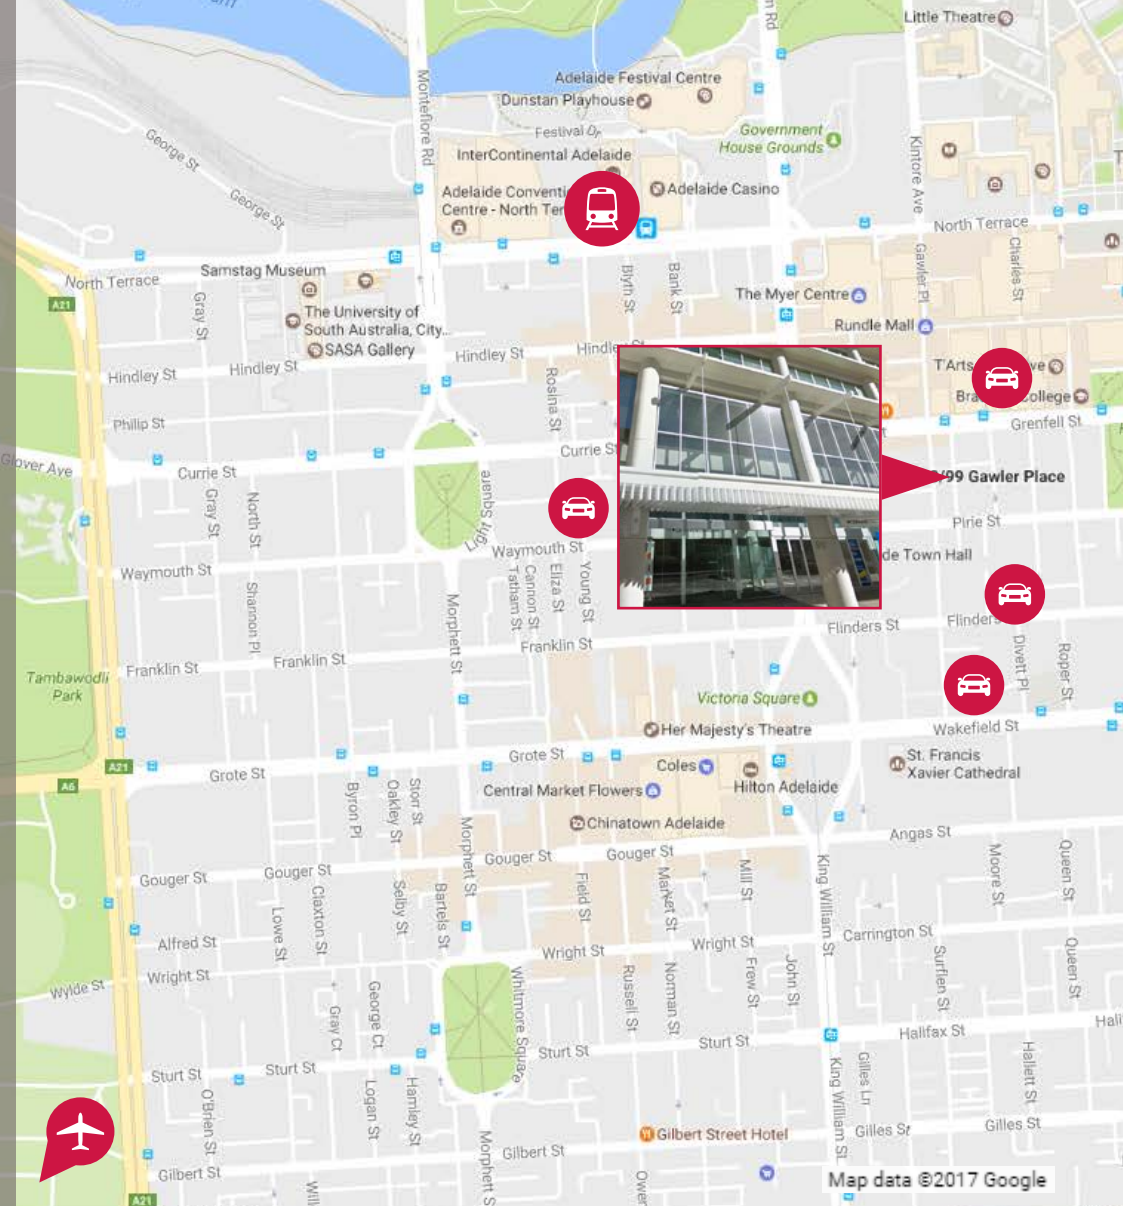 Little Theatre
Adelaide Festival Centre
Dunstan Playhouse
Montefiore Rd
Festival Dr
Government
House Grounds
Kintore Ave
George St
InterContinental Adelaide
Adelaide Conventi
Centre - North Ter
Adelaide Casino
George St
North Terrace
Samstag Museum
North Terrace
Gawler Pl
Charles St
Blyth St
Bank St
A21
Gray St
The University of
South Australia, City...
SASA Gallery
The Myer Centre
Rundle Mall
Hindley St
Hindley St
Hindley St
Rosina St
T'Arts
ve
Bra
ollege
Philip St
Grenfell St
Glover Ave
Currie St
Currie St
Light Square
/99 Gawler Place
Gray St
North St
Pirie St
Waymouth St
Waymouth St
de Town Hall
Shannon Pl
Tatham St
Cannon St
Eliza St
Young St
Morphett St
Flinders St
Flinders
Divett Pl
Roper St
Franklin St
Franklin St
Franklin St
Tambawodli
Park
Victoria Square
Her Majesty's Theatre
Wakefield St
Grote St
Grote St
A21
A6
Coles
Central Market Flowers
Hilton Adelaide
St. Francis
Xavier Cathedral
Byron Pl
Oakley St
Storr St
Morphett St
Chinatown Adelaide
Angas St
Gouger St
Gouger St
Gouger St
Gouger St
Claxton St
Lowe St
Selby St
Bartels St
Field St
Market St
Mill St
King William St
Moore St
Queen St
Alfred St
Wright St
Wright St
Wright St
Carrington St
Wylde St
Whitmore Square
Russell St
Norman St
Frew St
John St
Surflen St
Queen St
Gray Ct
George Ct
Sturt St
Sturt St
Sturt St
Sturt St
Halifax St
Hali
O'Brien St
Logan St
Hamley St
Gilles Ln
Hallett St
King William St
Gilbert Street Hotel
Gilles St
Gilles St
Gilbert St
Gilbert St
Morphett S
Will
Owen
A21
Map data ©2017 Google